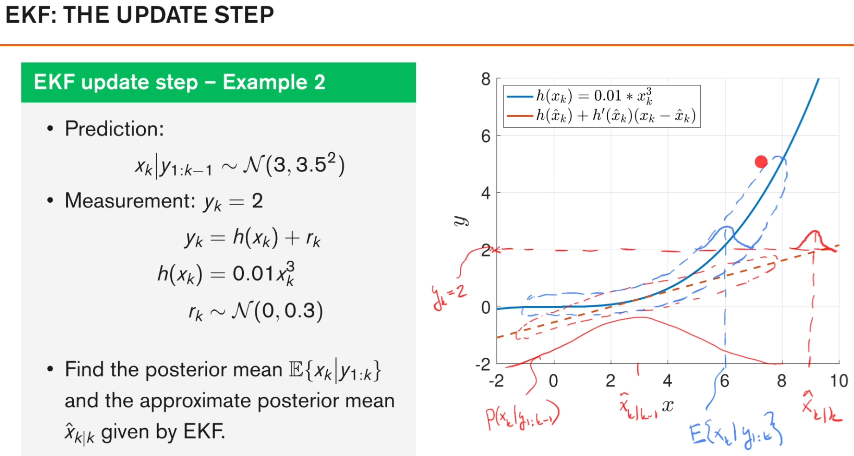 EKF: THE UPDATE STEP
EKF update step – Example 2
• Prediction:
x_k|y_{1:k−1} ∼ 𝒩(3, 3.5²)
• Measurement: y_k = 2
y_k = h(x_k) + r_k
h(x_k) = 0.01x_k³
r_k ∼ 𝒩(0, 0.3)
• Find the posterior mean 𝔼{x_k|y_{1:k}}
and the approximate posterior mean
x̂_{k|k} given by EKF.
h(x_k) = 0.01 * x_k³
h(x̂_k) + h′(x̂_k)(x_k − x̂_k)
8
6
4
2
0
-2
y
y_k=2
-2 0 2 4 6 8 10
x
p(x_k|y_{1:k-1})
x̂_{k|k-1}
E{x_k|y_{1:k}}
x̂_{k|k}